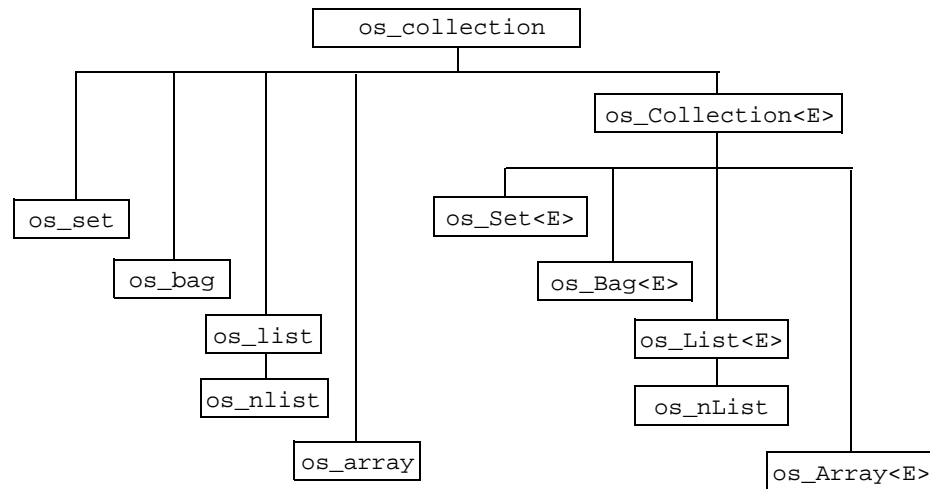 os_collection
os_Collection<E>
os_set
os_Set<E>
os_bag
os_Bag<E>
os_list
os_List<E>
os_nlist
os_nList
os_array
os_Array<E>